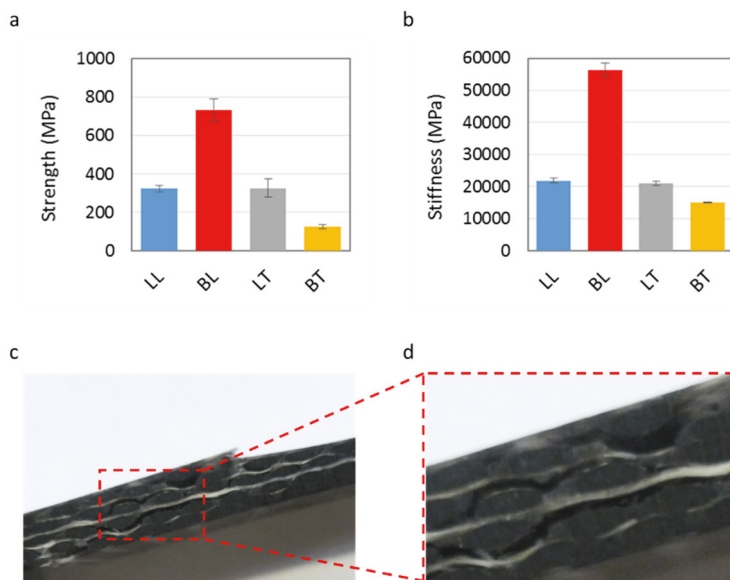 a
b
Strength (MPa)
1000
800
600
400
200
0
LL
BL
LT
BT
Stiffness (MPa)
60000
50000
40000
30000
20000
10000
0
LL
BL
LT
BT
c
d